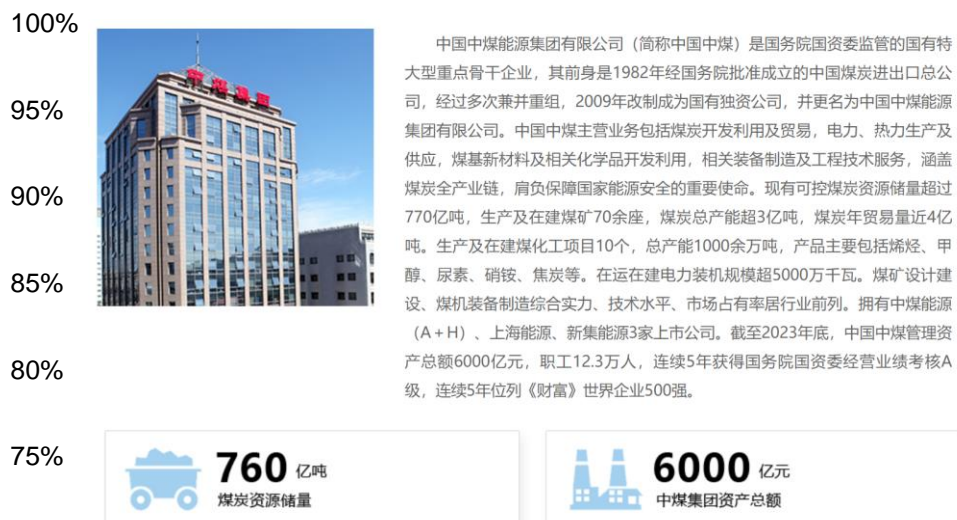 100%
95%
90%
85%
80%
75%
中煤集团
中国中煤能源集团有限公司（简称中国中煤）是国务院国资委监管的国有特
大型重点骨干企业，其前身是1982年经国务院批准成立的中国煤炭进出口总公
司，经过多次兼并重组，2009年改制成为国有独资公司，并更名为中国中煤能源
集团有限公司。中国中煤主营业务包括煤炭开发利用及贸易，电力、热力生产及
供应，煤基新材料及相关化学品开发利用，相关装备制造及工程技术服务，涵盖
煤炭全产业链，肩负保障国家能源安全的重要使命。现有可控煤炭资源储量超过
770亿吨，生产及在建煤矿70余座，煤炭总产能超3亿吨，煤炭年贸易量近4亿
吨。生产及在建煤化工项目10个，总产能1000余万吨，产品主要包括烯烃、甲
醇、尿素、硝铵、焦炭等。在运在建电力装机规模超5000万千瓦。煤矿设计建
设、煤机装备制造综合实力、技术水平、市场占有率居行业前列。拥有中煤能源
（A+H）、上海能源、新集能源3家上市公司。截至2023年底，中国中煤管理资
产总额6000亿元，职工12.3万人，连续5年获得国务院国资委经营业绩考核A
级，连续5年位列《财富》世界企业500强。
760 亿吨
煤炭资源储量
6000 亿元
中煤集团资产总额